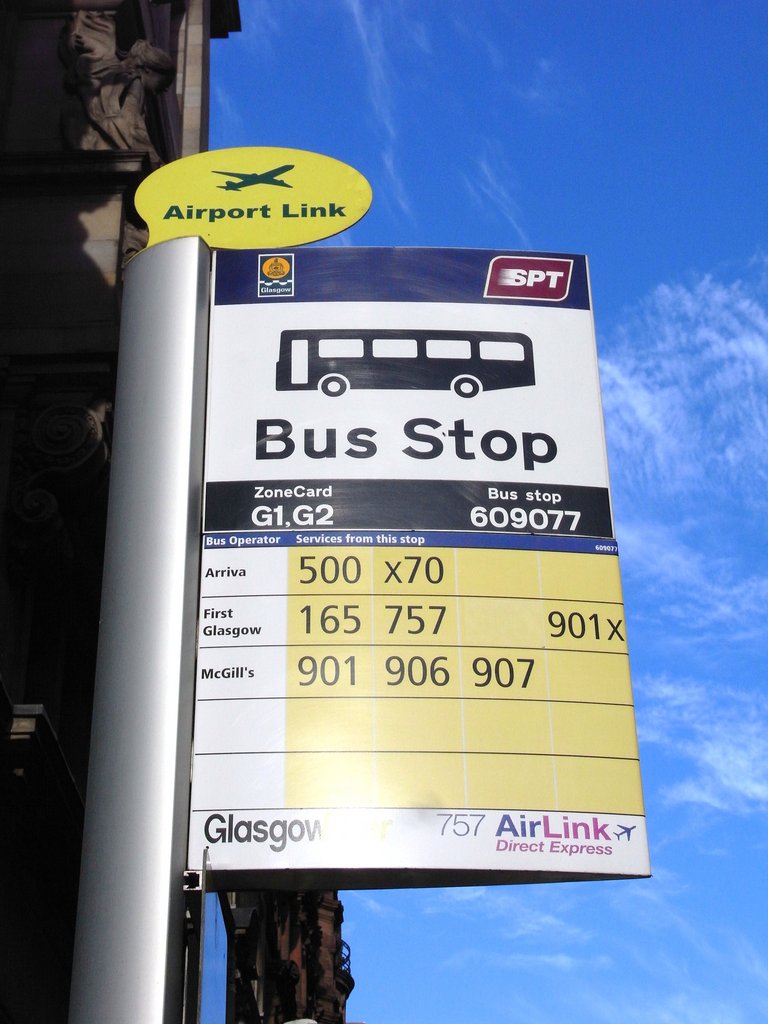 Airport Link
Glasgow
SPT
Bus Stop
ZoneCard Bus stop
G1,G2 609077
Bus Operator Services from this stop 609077
Arriva 500 x70
First Glasgow 165 757 901x
McGill's 901 906 907
Glasgow 757 AirLink
Direct Express